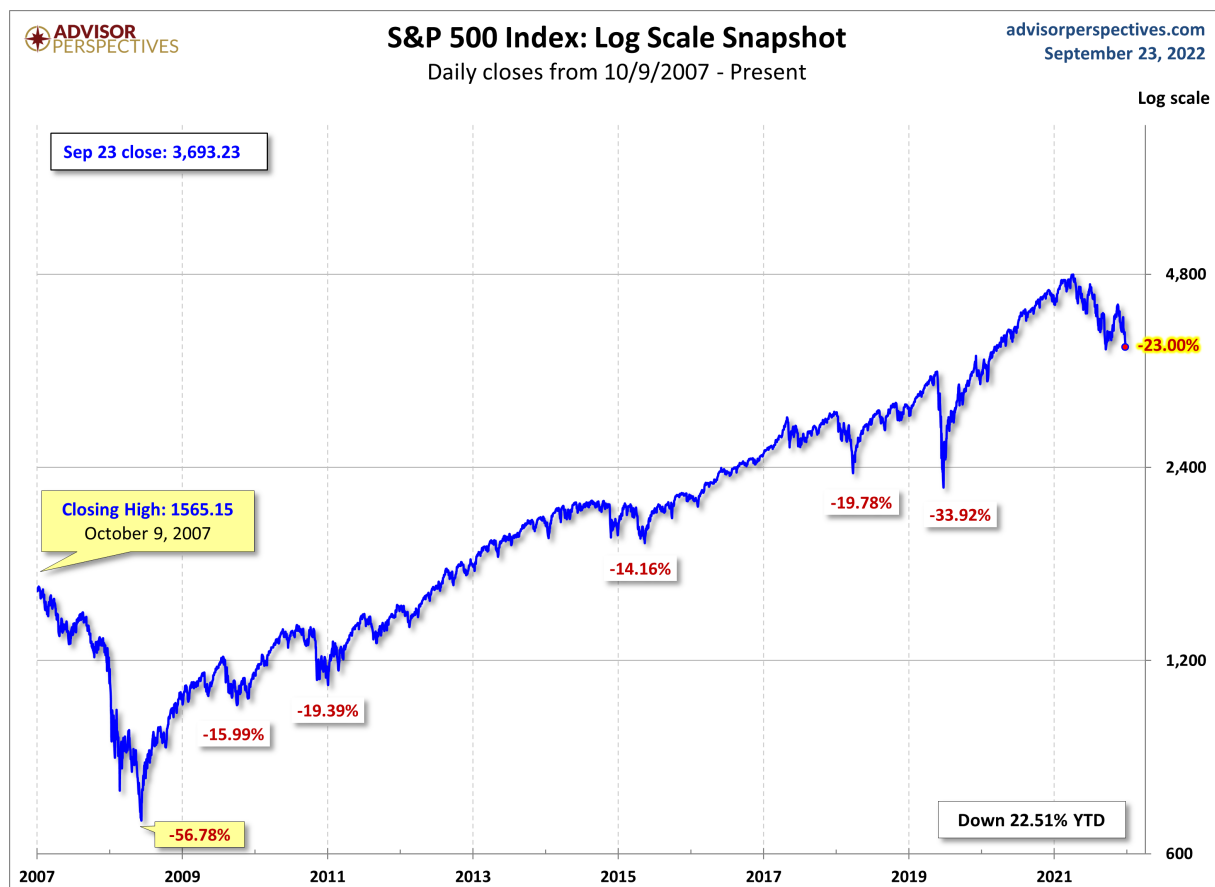 ADVISOR
PERSPECTIVES
S&P 500 Index: Log Scale Snapshot
Daily closes from 10/9/2007 - Present
advisorperspectives.com
September 23, 2022
Log scale
Sep 23 close: 3,693.23
4,800
-23.00%
2,400
Closing High: 1565.15
October 9, 2007
-19.78%
-33.92%
-14.16%
1,200
-19.39%
-15.99%
-56.78%
Down 22.51% YTD
600
2007 2009 2011 2013 2015 2017 2019 2021